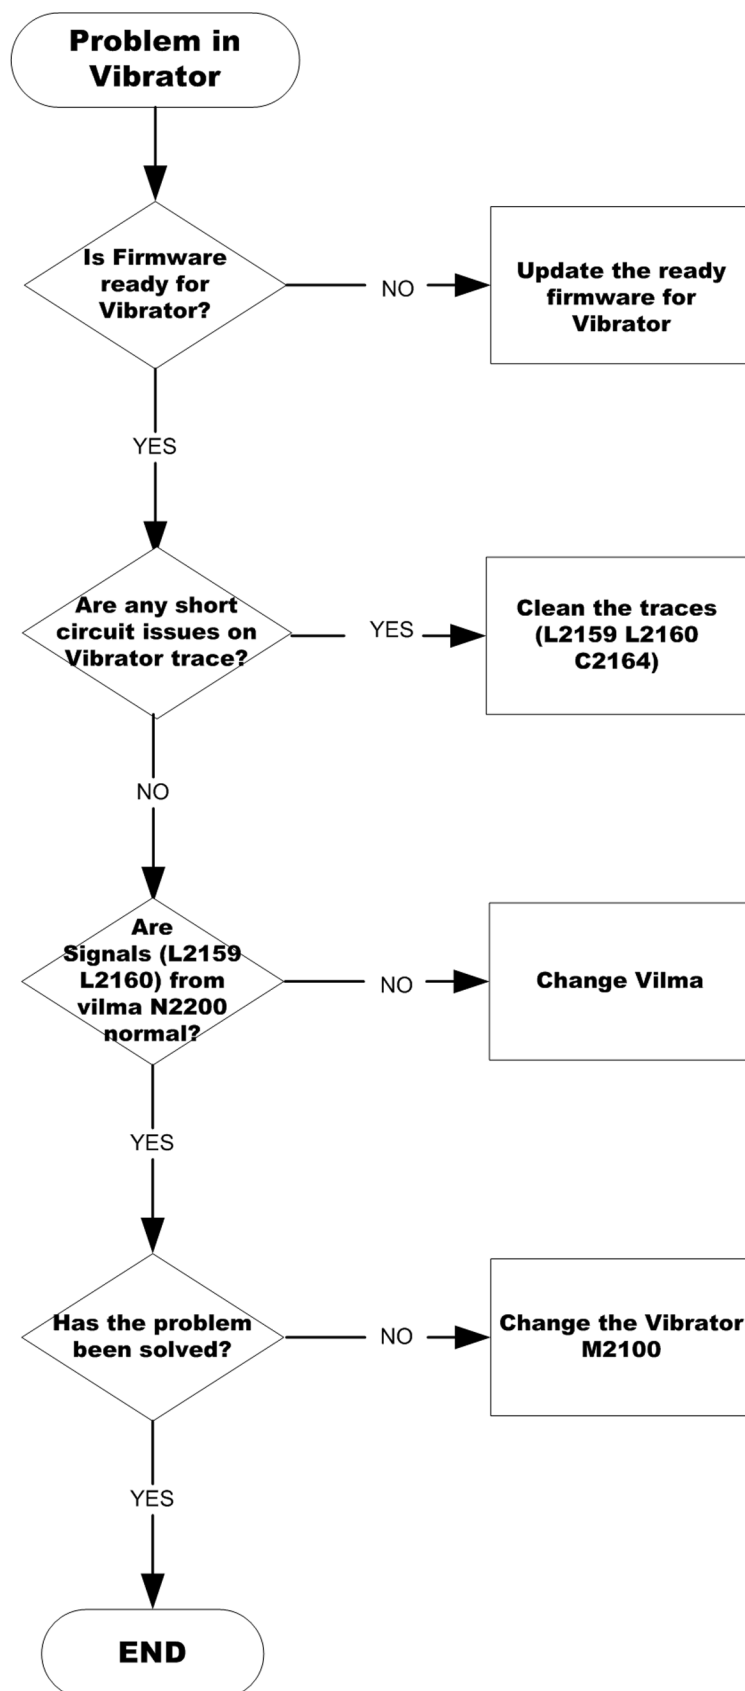 Problem in
Vibrator
Is Firmware
ready for
Vibrator?
NO
Update the ready
firmware for
Vibrator
YES
Are any short
circuit issues on
Vibrator trace?
YES
Clean the traces
(L2159 L2160
C2164)
NO
Are
Signals (L2159
L2160) from
vilma N2200
normal?
NO
Change Vilma
YES
Has the problem
been solved?
NO
Change the Vibrator
M2100
YES
END